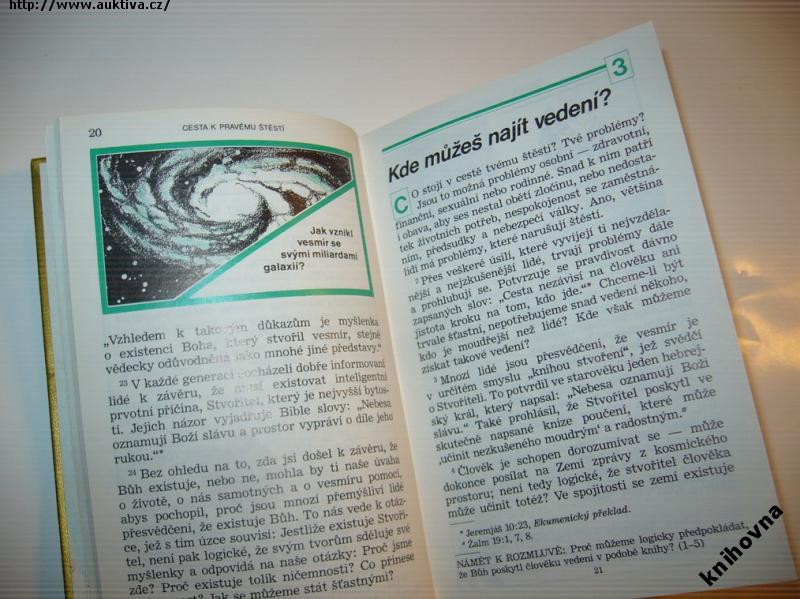 http://www.auktiva.cz/
20
CESTA K PRAVÉMU ŠTĚSTÍ
Jak vznikl
vesmír se
svými miliardami
galaxií?
„Vzhledem k takovým důkazům je myšlenka
o existenci Boha, který stvořil vesmír, stejně
vědecky odůvodněná jako mnohé jiné představy.“
23 V každé generaci docházeli dobře informovaní
lidé k závěru, že musí existovat inteligentní
prvotní příčina, Stvořitel, který je nejvyšší bytos-
tí. Jejich názor vyjadřuje Bible slovy: „Nebesa
oznamují Boží slávu a prostor vypráví o díle jeho
rukou.“*
24 Bez ohledu na to, zda jsi došel k závěru, že
Bůh existuje, nebo ne, mohla by ti naše úvaha
o životě, o nás samotných a o vesmíru pomoci,
abys pochopil, proč jsou mnozí přemýšliví lidé
přesvědčeni, že existuje Bůh. To nás vede k otáz-
ce, jež s tím úzce souvisí: Jestliže existuje Stvoři-
tel, není pak logické, že svým tvorům sděluje své
myšlenky a odpovídá na naše otázky: Proč jsme
zde? Proč existuje tolik ničemnosti? Co přinese
Jak se můžeme stát šťastnými?
3
Kde můžeš najít vedení?
CO stojí v cestě tvému štěstí? Tvé problémy?
Jsou to možná problémy osobní — zdravotní,
finanční, sexuální nebo rodinné. Snad k nim patří
i obava, aby ses nestal obětí zločinu, nebo nedosta-
tek životních potřeb, nespokojenost se zaměstná-
ním, předsudky a nebezpečí války. Ano, většina
lidí má problémy, které narušují štěstí.
2 Přes veškeré úsilí, které vyvíjejí ti nejvzděla-
nější a nejzkušenější lidé, trvají problémy dále
a prohlubují se. Potvrzuje se pravdivost dávno
zapsaných slov: „Cesta nezávisí na člověku ani
jistota kroku na tom, kdo jde.“* Chceme-li být
trvale šťastní, nepotřebujeme snad vedení někoho,
kdo je moudřejší než lidé? Kde však můžeme
získat takové vedení?
3 Mnozí lidé jsou přesvědčeni, že vesmír je
v určitém smyslu „knihou stvoření“, jež svědčí
o Stvořiteli. To potvrdil ve starověku jeden hebrej-
ský král, který napsal: „Nebesa oznamují Boží
slávu.“ Také prohlásil, že Stvořitel poskytl ve
skutečně napsané knize poučení, které může
‚učinit nezkušeného moudrým‘ a radostným.*
4 Člověk je schopen dorozumívat se — může
dokonce posílat na Zemi zprávy z kosmického
prostoru; není tedy logické, že stvořitel člověka
může učinit totéž? Ve spojitosti se zemí existuje
* Jeremjáš 10:23, Ekumenický překlad.
* Žalm 19:1, 7, 8.
NÁMĚT K ROZMLUVĚ: Proč můžeme logicky předpokládat,
že Bůh poskytl člověku vedení v podobě knihy? (1–5)
21
knihovna